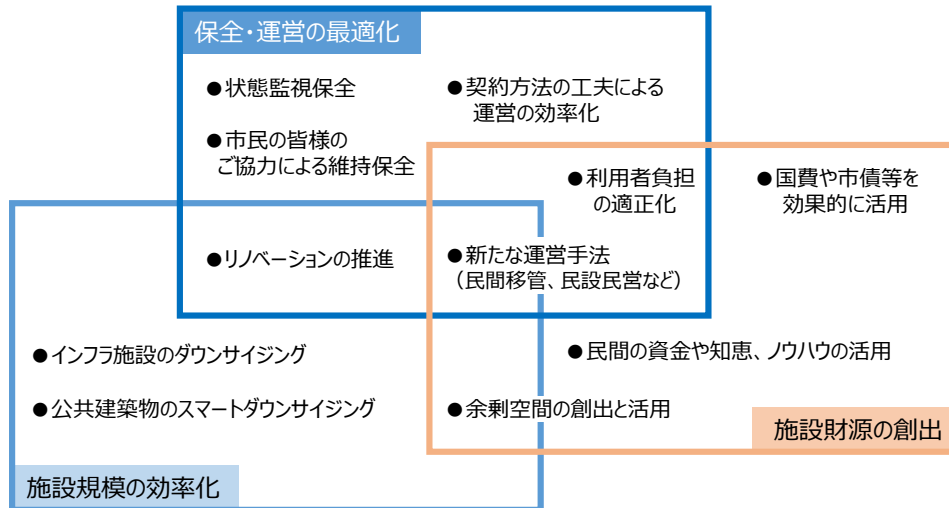 保全・運営の最適化
●状態監視保全
●契約方法の工夫による
運営の効率化
●市民の皆様の
ご協力による維持保全
●利用者負担
の適正化
●国費や市債等を
効果的に活用
●リノベーションの推進
●新たな運営手法
（民間移管、民設民営など）
●インフラ施設のダウンサイジング
●民間の資金や知恵、ノウハウの活用
●公共建築物のスマートダウンサイジング
●余剰空間の創出と活用
施設財源の創出
施設規模の効率化